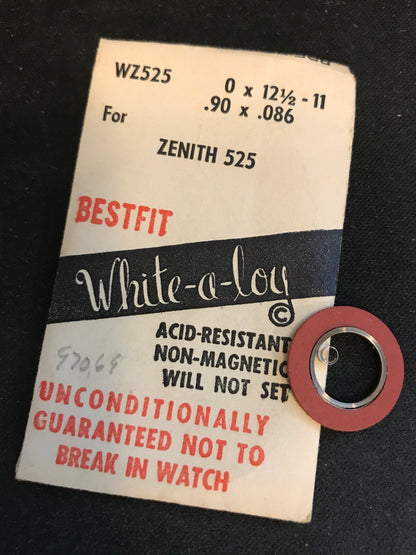 WZ525
0 x 12½ - 11
.90 x .086
For
ZENITH 525
BESTFIT
White-a-loy
©
ACID-RESISTANT
NON-MAGNETIC
WILL NOT SET
UNCONDITIONALLY
GUARANTEED NOT TO
BREAK IN WATCH